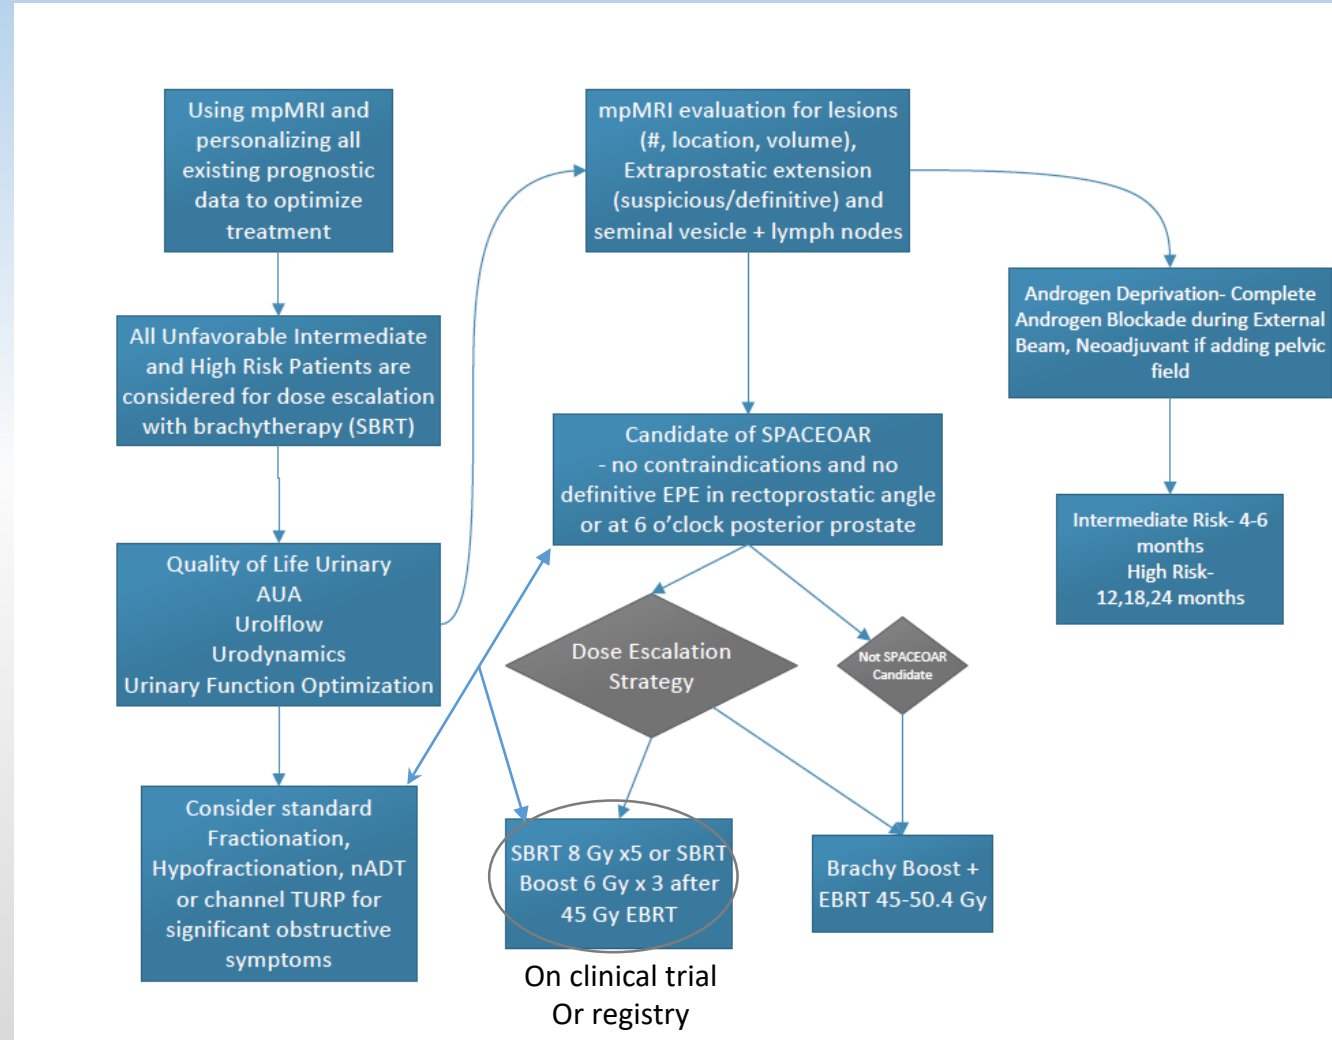 Using mpMRI and
personalizing all
existing prognostic
data to optimize
treatment
All Unfavorable Intermediate
and High Risk Patients are
considered for dose escalation
with brachytherapy (SBRT)
Quality of Life Urinary
AUA
Urolflow
Urodynamics
Urinary Function Optimization
Consider standard
Fractionation,
Hypofractionation, nADT
or channel TURP for
significant obstructive
symptoms
mpMRI evaluation for lesions
(#, location, volume),
Extraprostatic extension
(suspicious/definitive) and
seminal vesicle + lymph nodes
Candidate of SPACEOAR
- no contraindications and no
definitive EPE in rectoprostatic angle
or at 6 o’clock posterior prostate
Dose Escalation
Strategy
Not SPACEOAR
Candidate
SBRT 8 Gy x5 or SBRT
Boost 6 Gy x 3 after
45 Gy EBRT
On clinical trial
Or registry
Brachy Boost +
EBRT 45-50.4 Gy
Androgen Deprivation- Complete
Androgen Blockade during External
Beam, Neoadjuvant if adding pelvic
field
Intermediate Risk- 4-6
months
High Risk-
12,18,24 months